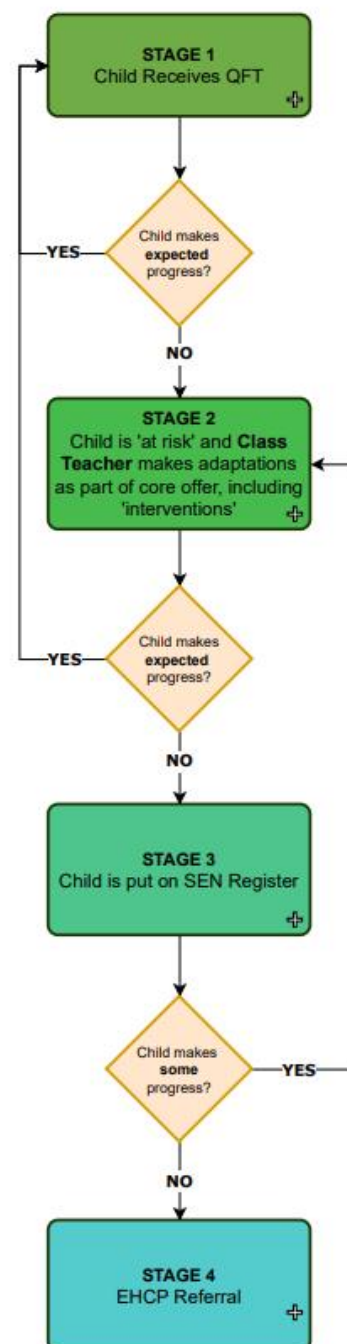 STAGE 1
Child Receives QFT
Child makes
expected
progress?
YES
NO
STAGE 2
Child is 'at risk' and Class
Teacher makes adaptations
as part of core offer, including
'interventions'
Child makes
expected
progress?
YES
NO
STAGE 3
Child is put on SEN Register
Child makes
some
progress?
YES
NO
STAGE 4
EHCP Referral